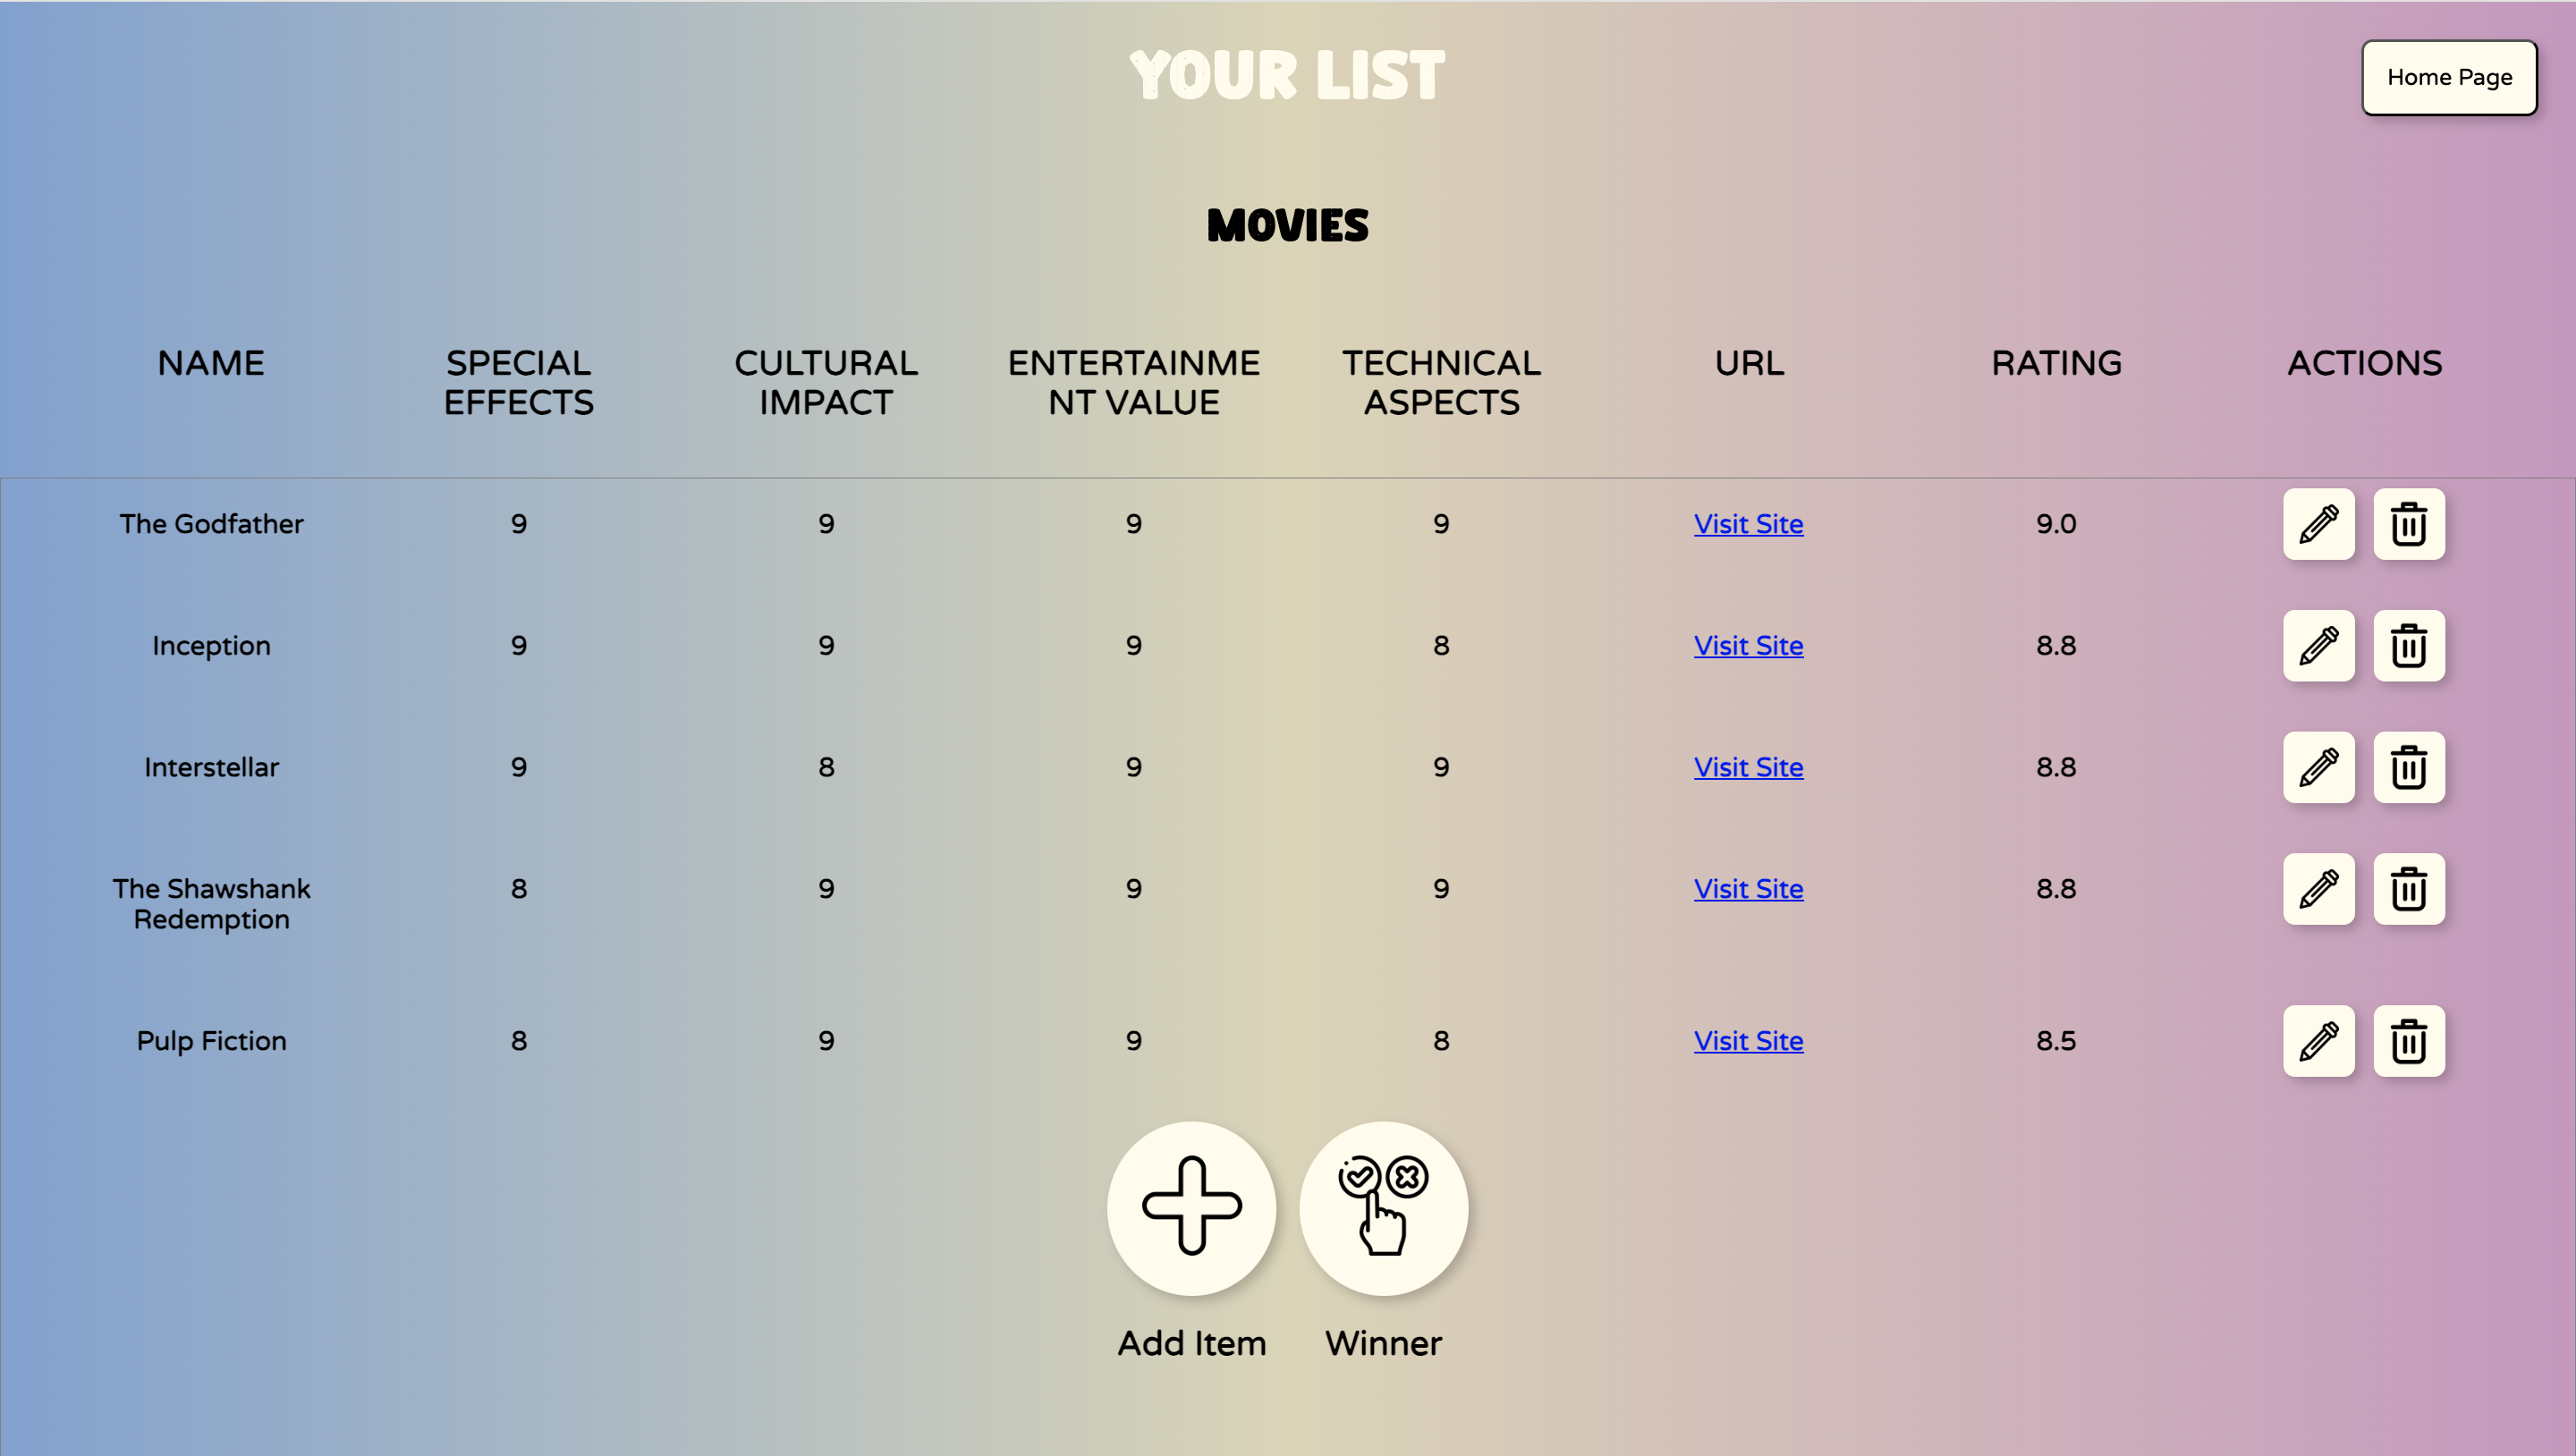 YOUR LIST
Home Page
MOVIES
NAME SPECIAL EFFECTS CULTURAL IMPACT ENTERTAINME NT VALUE TECHNICAL ASPECTS URL RATING ACTIONS
The Godfather 9 9 9 9 Visit Site 9.0
Inception 9 9 9 8 Visit Site 8.8
Interstellar 9 8 9 9 Visit Site 8.8
The Shawshank Redemption 8 9 9 9 Visit Site 8.8
Pulp Fiction 8 9 9 8 Visit Site 8.5
Add Item Winner